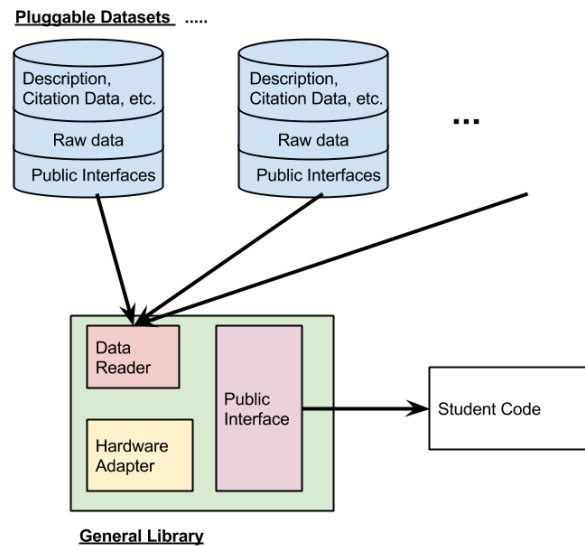 Pluggable Datasets .....
Description,
Citation Data, etc.
Raw data
Public Interfaces
Description,
Citation Data, etc.
Raw data
Public Interfaces
...
Data
Reader
Public
Interface
Hardware
Adapter
Student Code
General Library